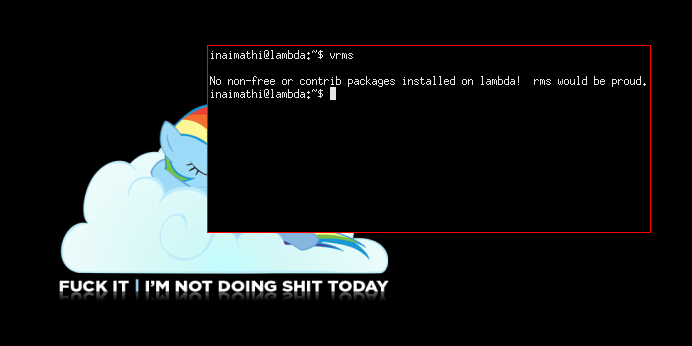 inaimathi@lambda:~$ vrms
No non-free or contrib packages installed on lambda!  rms would be proud.
inaimathi@lambda:~$
FUCK IT | I'M NOT DOING SHIT TODAY